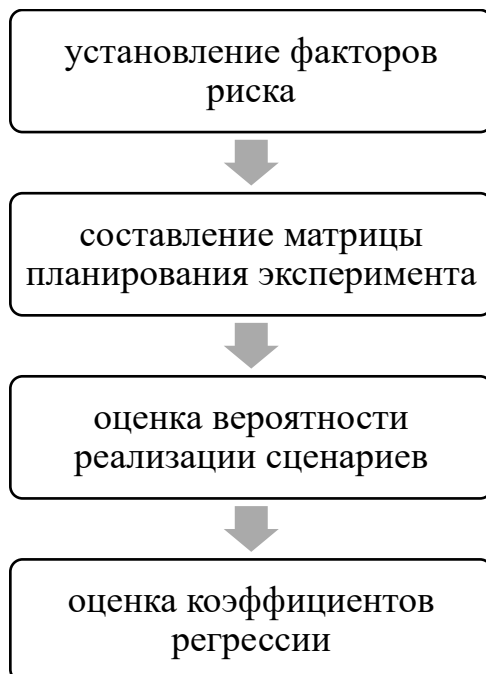 установление факторов
риска
составление матрицы
планирования эксперимента
оценка вероятности
реализации сценариев
оценка коэффициентов
регрессии